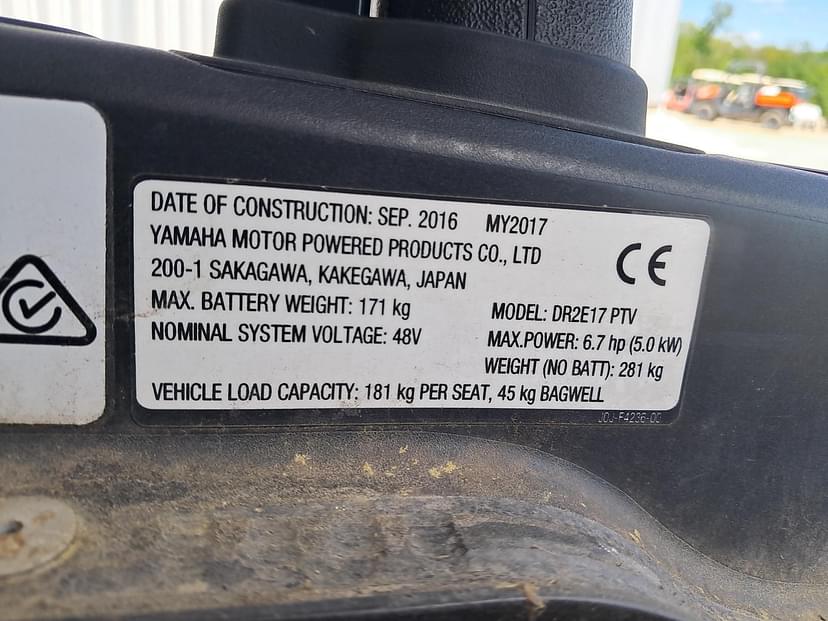 DATE OF CONSTRUCTION: SEP. 2016 MY2017
YAMAHA MOTOR POWERED PRODUCTS CO., LTD
200-1 SAKAGAWA, KAKEGAWA, JAPAN
CE
MAX. BATTERY WEIGHT: 171 kg
MODEL: DR2E17 PTV
NOMINAL SYSTEM VOLTAGE: 48V
MAX.POWER: 6.7 hp (5.0 kW)
WEIGHT (NO BATT): 281 kg
VEHICLE LOAD CAPACITY: 181 kg PER SEAT, 45 kg BAGWELL